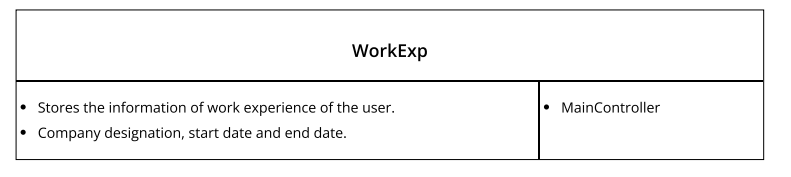 WorkExp
• Stores the information of work experience of the user.
• Company designation, start date and end date.
• MainController